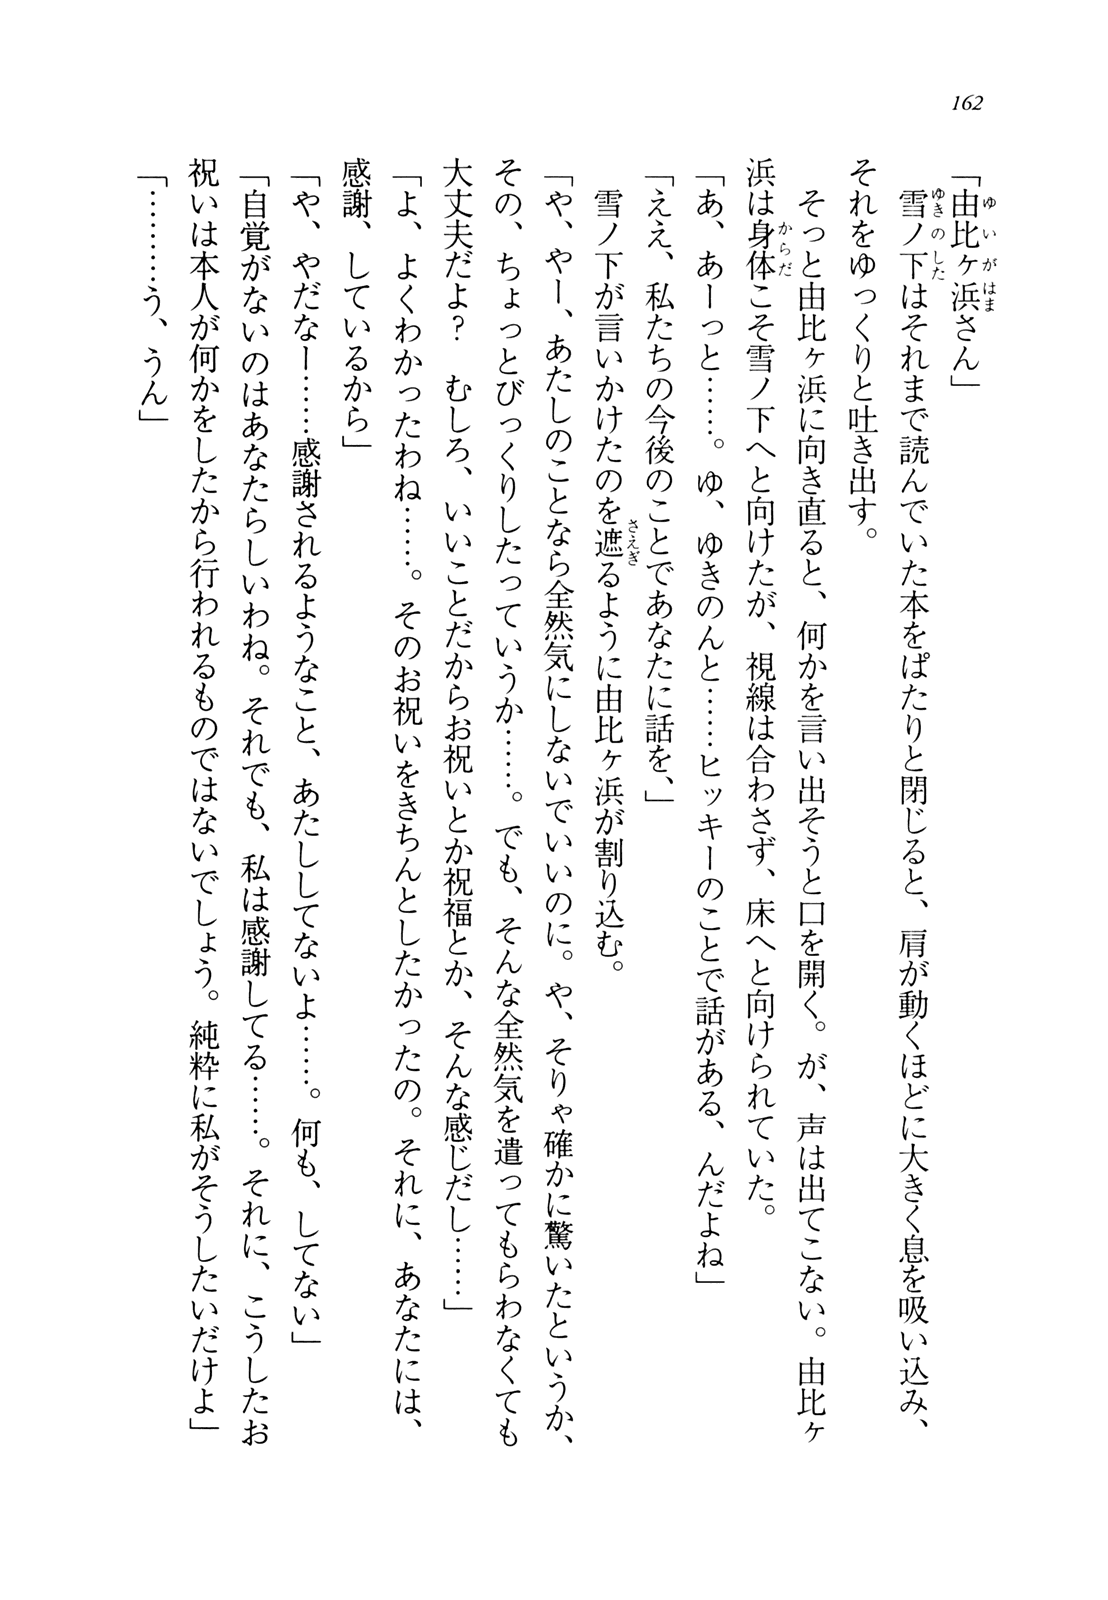 162
「由比ヶ浜さん」
　雪ノ下はそれまで読んでいた本をぱたりと閉じると、肩が動くほどに大きく息を吸い込み、
それをゆっくりと吐き出す。
　そっと由比ヶ浜に向き直ると、何かを言い出そうと口を開く。が、声は出てこない。由比ヶ
浜は身体こそ雪ノ下へと向けたが、視線は合わさず、床へと向けられていた。
「あ、あーっと……。ゆ、ゆきのんと……ヒッキーのことで話がある、んだよね」
「ええ、私たちの今後のことであなたに話を、」
　雪ノ下が言いかけたのを遮るように由比ヶ浜が割り込む。
「や、やー、あたしのことなら全然気にしないでいいのに。や、そりゃ確かに驚いたというか、
その、ちょっとびっくりしたっていうか……。でも、そんな全然気を遣ってもらわなくても
大丈夫だよ？　むしろ、いいことだからお祝いとか祝福とか、そんな感じだし……」
「よ、よくわかったわね……。そのお祝いをきちんとしたかったの。それに、あなたには、
感謝、しているから」
「や、やだなー……感謝されるようなこと、あたししてないよ……。何も、してない」
「自覚がないのはあなたらしいわね。それでも、私は感謝してる……。それに、こうしたお
祝いは本人が何かをしたから行われるものではないでしょう。純粋に私がそうしたいだけよ」
「………う、うん」